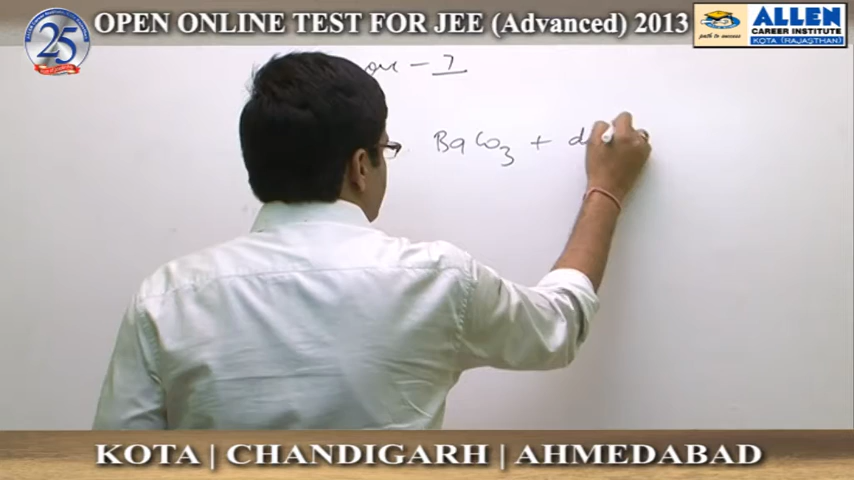 25
OPEN ONLINE TEST FOR JEE (Advanced) 2013
path to success
ALLEN
CAREER INSTITUTE
KOTA (RAJASTHAN)
- I
BaCO3 + d
KOTA | CHANDIGARH | AHMEDABAD